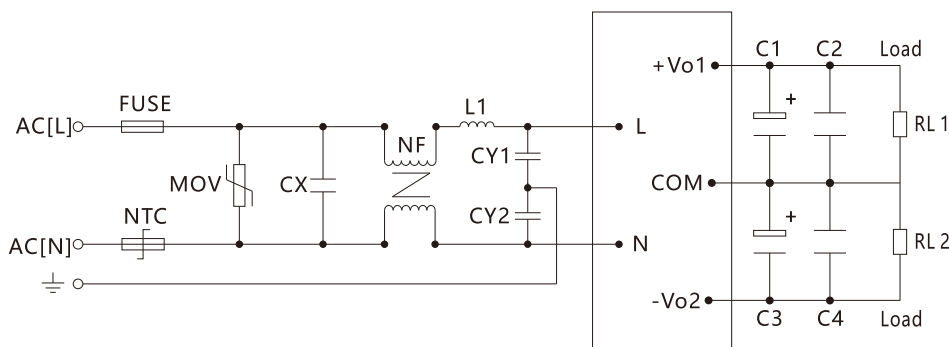 C1
C2
Load
+Vo1
FUSE
L1
AC[L]
L
+
RL1
NF
CY1
MOV
CX
COM
CY2
NTC
+
AC[N]
N
RL2
-Vo2
C3
C4
Load